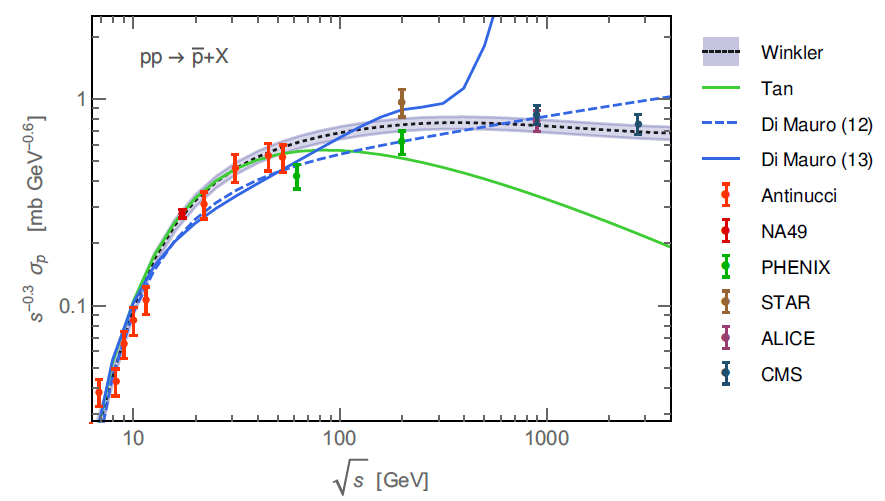 pp → p̅+X
1
0.1
s⁻⁰·³ σₚ [mb GeV⁻⁰·⁶]
10
100
1000
√s [GeV]
Winkler
Tan
Di Mauro (12)
Di Mauro (13)
Antinucci
NA49
PHENIX
STAR
ALICE
CMS